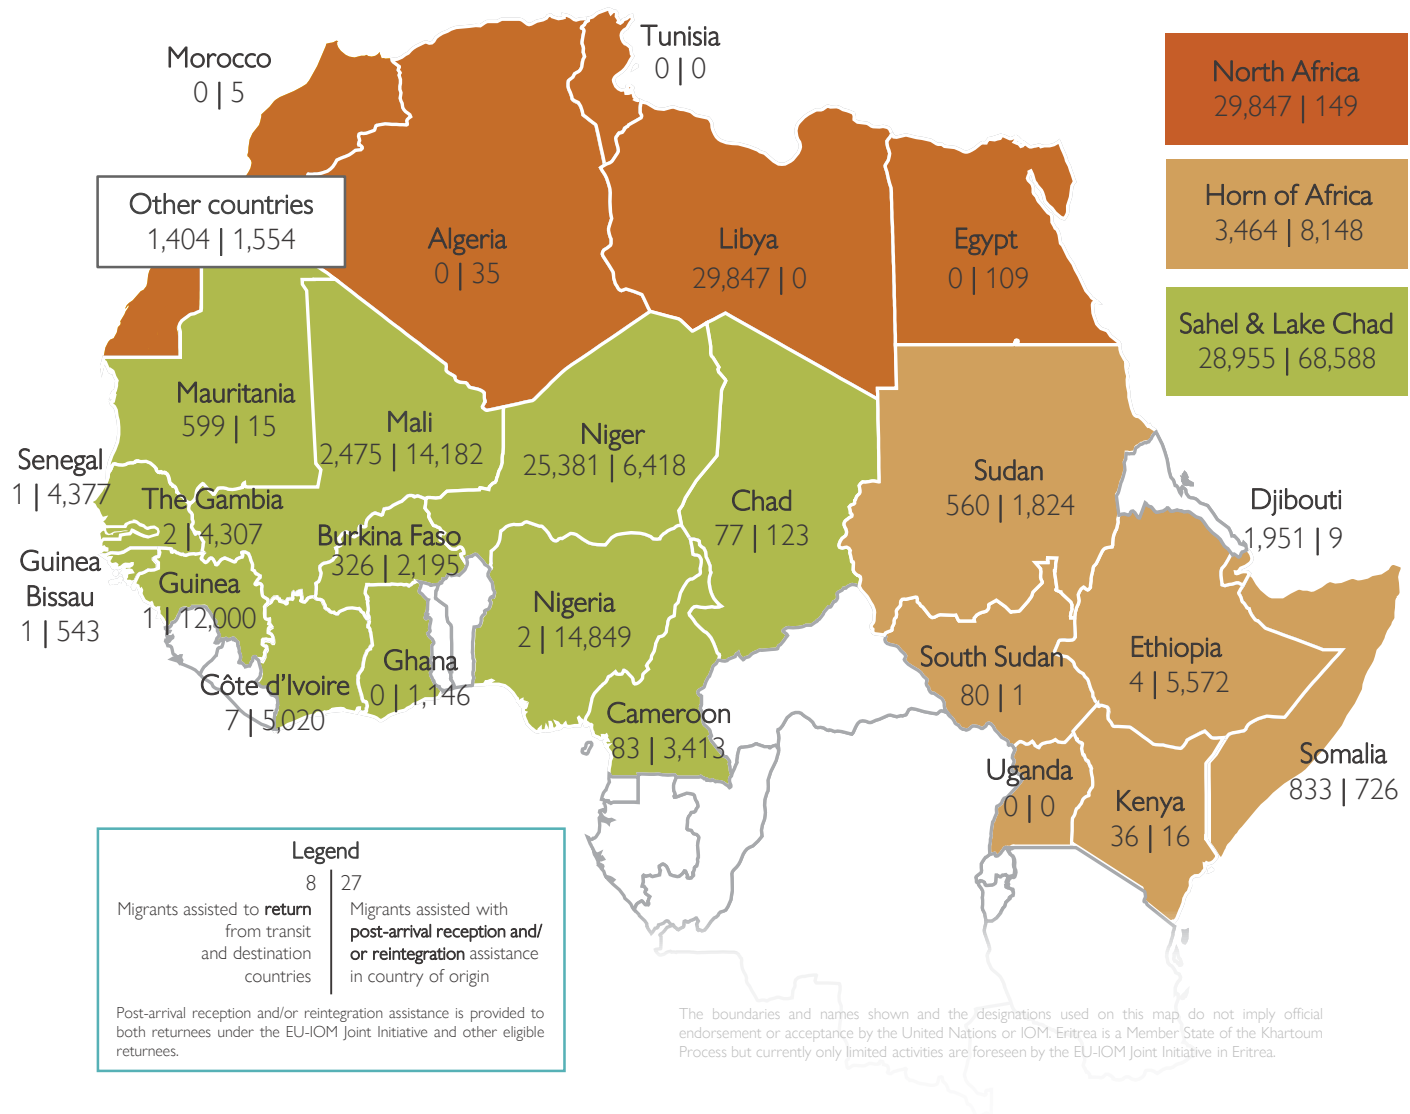 Tunisia
0 | 0
Morocco
0 | 5
North Africa
29,847 | 149
Horn of Africa
3,464 | 8,148
Sahel & Lake Chad
28,955 | 68,588
Other countries
1,404 | 1,554
Algeria
0 | 35
Libya
29,847 | 0
Egypt
0 | 109
Mauritania
599 | 15
Mali
2,475 | 14,182
Niger
25,381 | 6,418
Chad
77 | 123
Sudan
560 | 1,824
Djibouti
1,951 | 9
Senegal
1 | 4,377
The Gambia
2 | 4,307
Burkina Faso
326 | 2,195
Guinea
Bissau
1 | 543
Guinea
1 | 12,000
Nigeria
2 | 14,849
Ghana
0 | 1,146
Côte d’Ivoire
7 | 5,020
Cameroon
83 | 3,413
South Sudan
80 | 1
Ethiopia
4 | 5,572
Uganda
0 | 0
Kenya
36 | 16
Somalia
833 | 726
Legend
8 | 27
Migrants assisted to return
from transit
and destination
countries
Migrants assisted with
post-arrival reception and/
or reintegration assistance
in country of origin
Post-arrival reception and/or reintegration assistance is provided to
both returnees under the EU-IOM Joint Initiative and other eligible
returnees.
The boundaries and names shown and the designations used on this map do not imply official
endorsement or acceptance by the United Nations or IOM. Eritrea is a Member State of the Khartoum
Process but currently only limited activities are foreseen by the EU-IOM Joint Initiative in Eritrea.